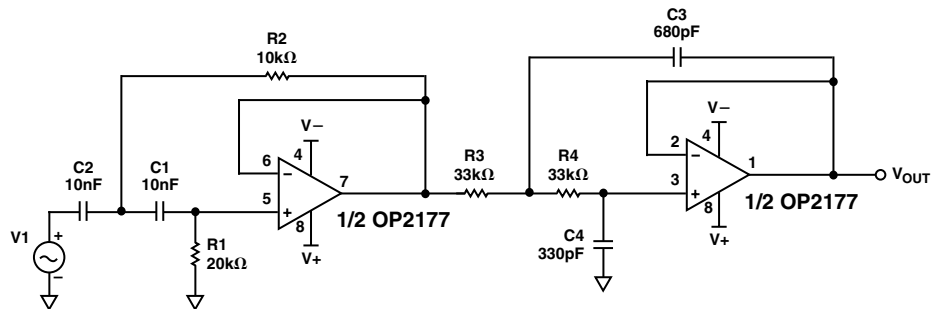 C3
680pF
R2
10kΩ
V–
4
6
–
5
+
7
8
V+
1/2 OP2177
C2
10nF
C1
10nF
V1
+
–
R1
20kΩ
R3
33kΩ
R4
33kΩ
C4
330pF
V–
4
2
–
3
+
1
8
V+
1/2 OP2177
VOUT